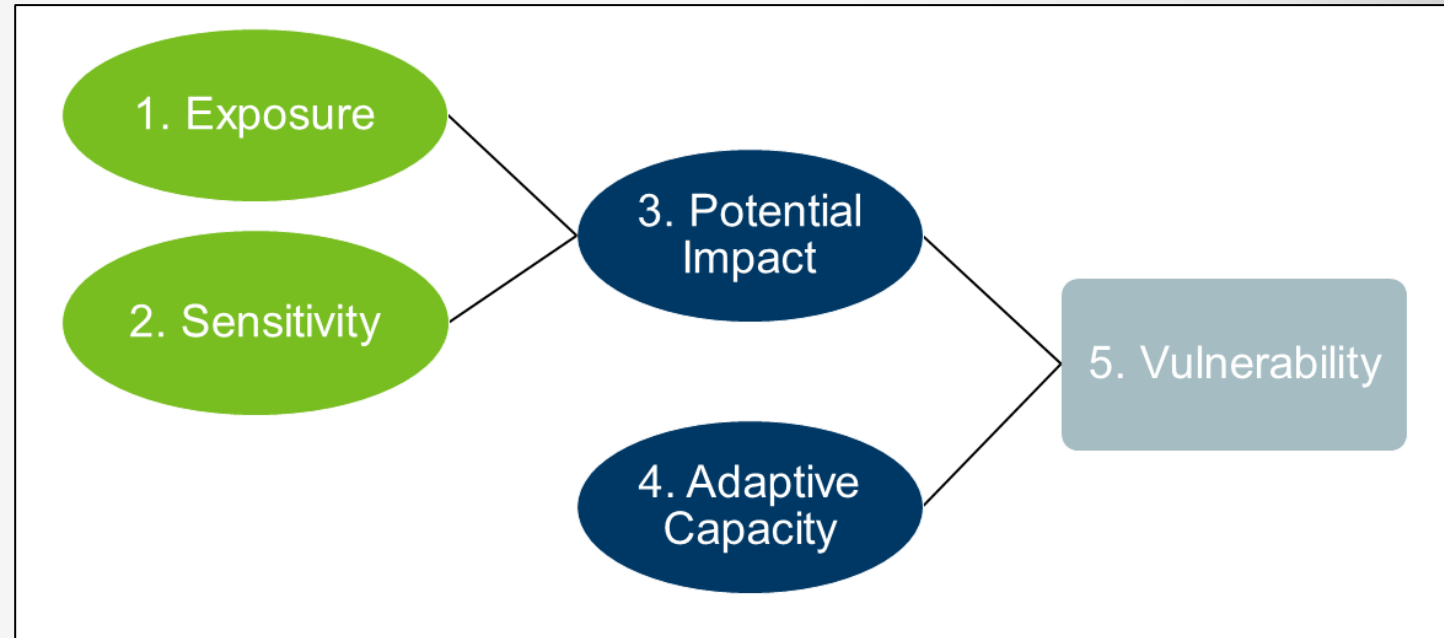 1. Exposure
2. Sensitivity
3. Potential
Impact
4. Adaptive
Capacity
5. Vulnerability